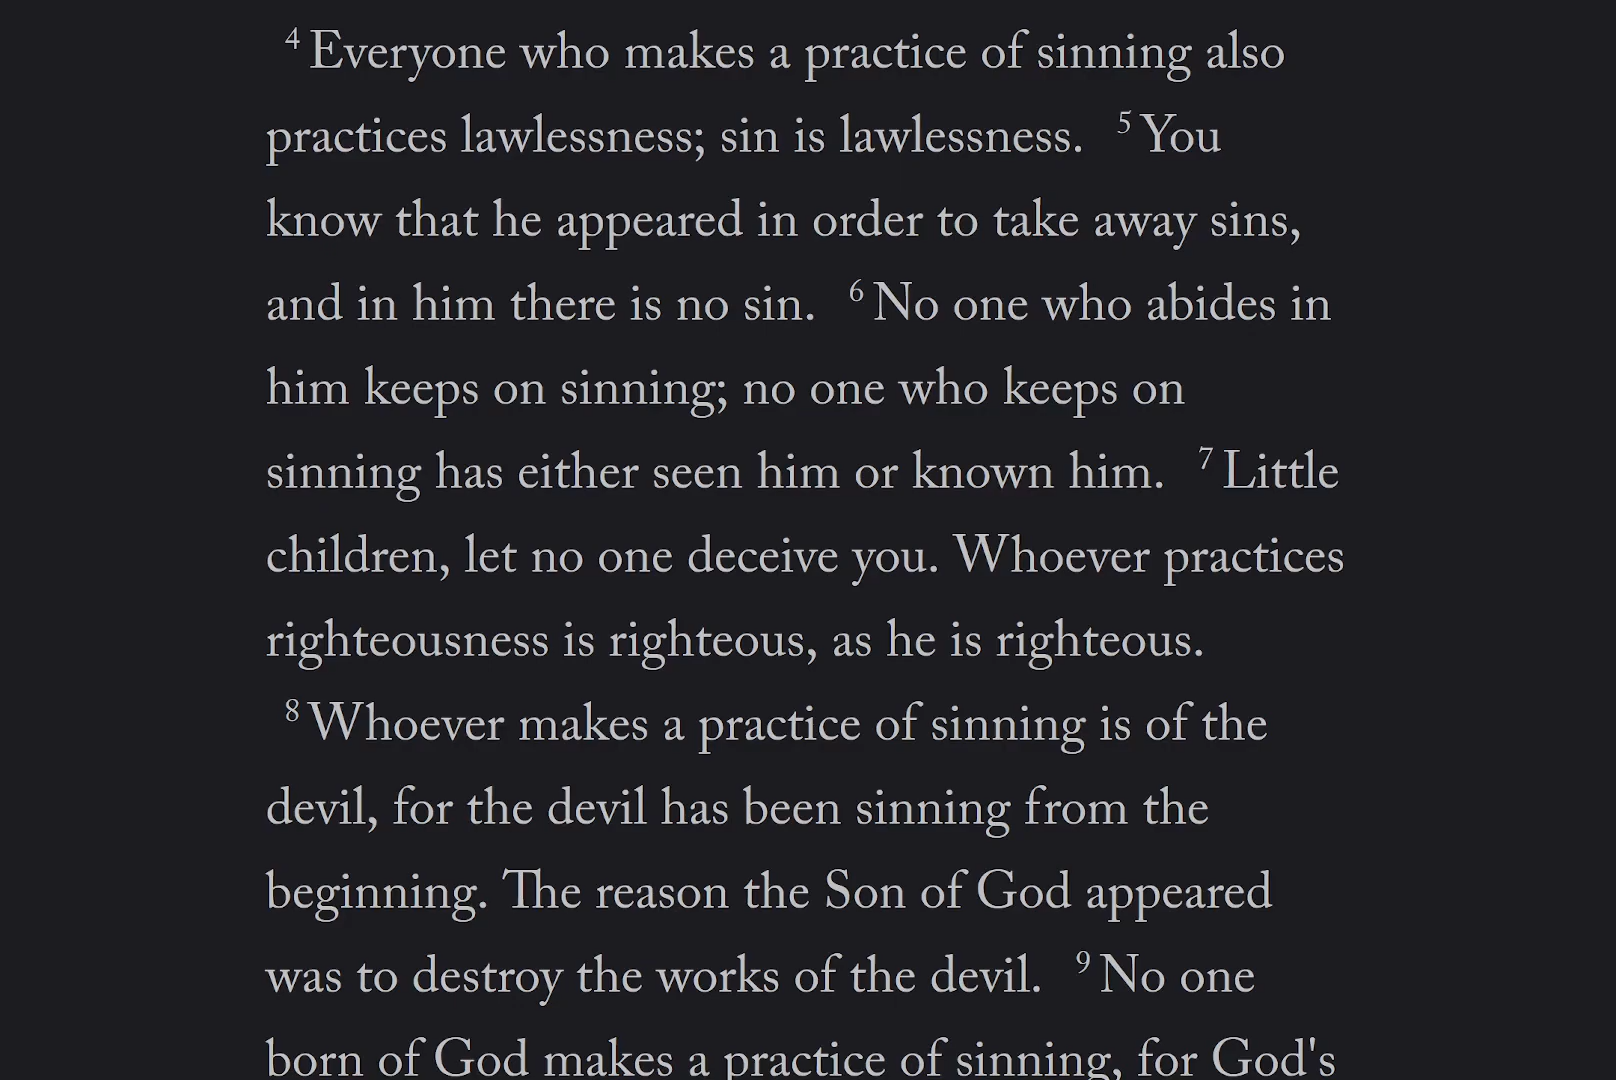 4 Everyone who makes a practice of sinning also
practices lawlessness; sin is lawlessness. 5 You
know that he appeared in order to take away sins,
and in him there is no sin. 6 No one who abides in
him keeps on sinning; no one who keeps on
sinning has either seen him or known him. 7 Little
children, let no one deceive you. Whoever practices
righteousness is righteous, as he is righteous.
8 Whoever makes a practice of sinning is of the
devil, for the devil has been sinning from the
beginning. The reason the Son of God appeared
was to destroy the works of the devil. 9 No one
born of God makes a practice of sinning, for God's